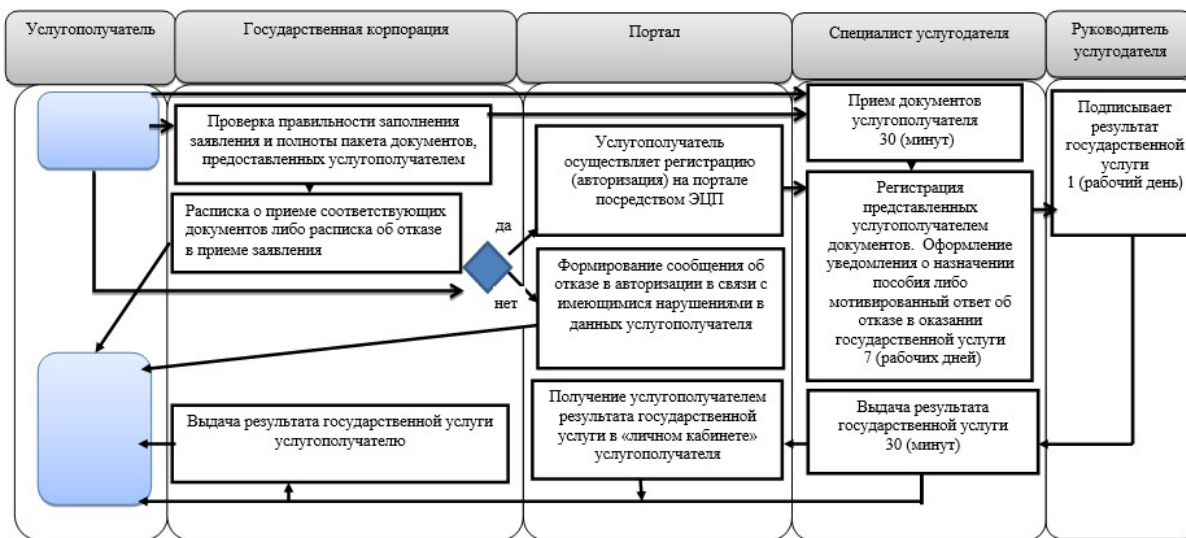 Услугополучатель
Государственная корпорация
Портал
Специалист услугодателя
Руководитель
услугодателя
Проверка правильности заполнения
заявления и полноты пакета документов,
предоставленных услугополучателем
Расписка о приеме соответствующих
документов либо расписка об отказе
в приеме заявления
да
нет
Услугополучатель
осуществляет регистрацию
(авторизация) на портале
посредством ЭЦП
Формирование сообщения об
отказе в авторизации в связи с
имеющимися нарушениями в
данных услугополучателя
Прием документов
услугополучателя
30 (минут)
Регистрация
представленных
услугополучателем
документов. Оформление
уведомления о назначении
пособия либо
мотивированный ответ об
отказе в оказании
государственной услуги
7 (рабочих дней)
Подписывает
результат
государственной
услуги
1 (рабочий день)
Выдача результата государственной услуги
услугополучателю
Получение услугополучателем
результата государственной
услуги в «личном кабинете»
услугополучателя
Выдача результата
государственной услуги
30 (минут)